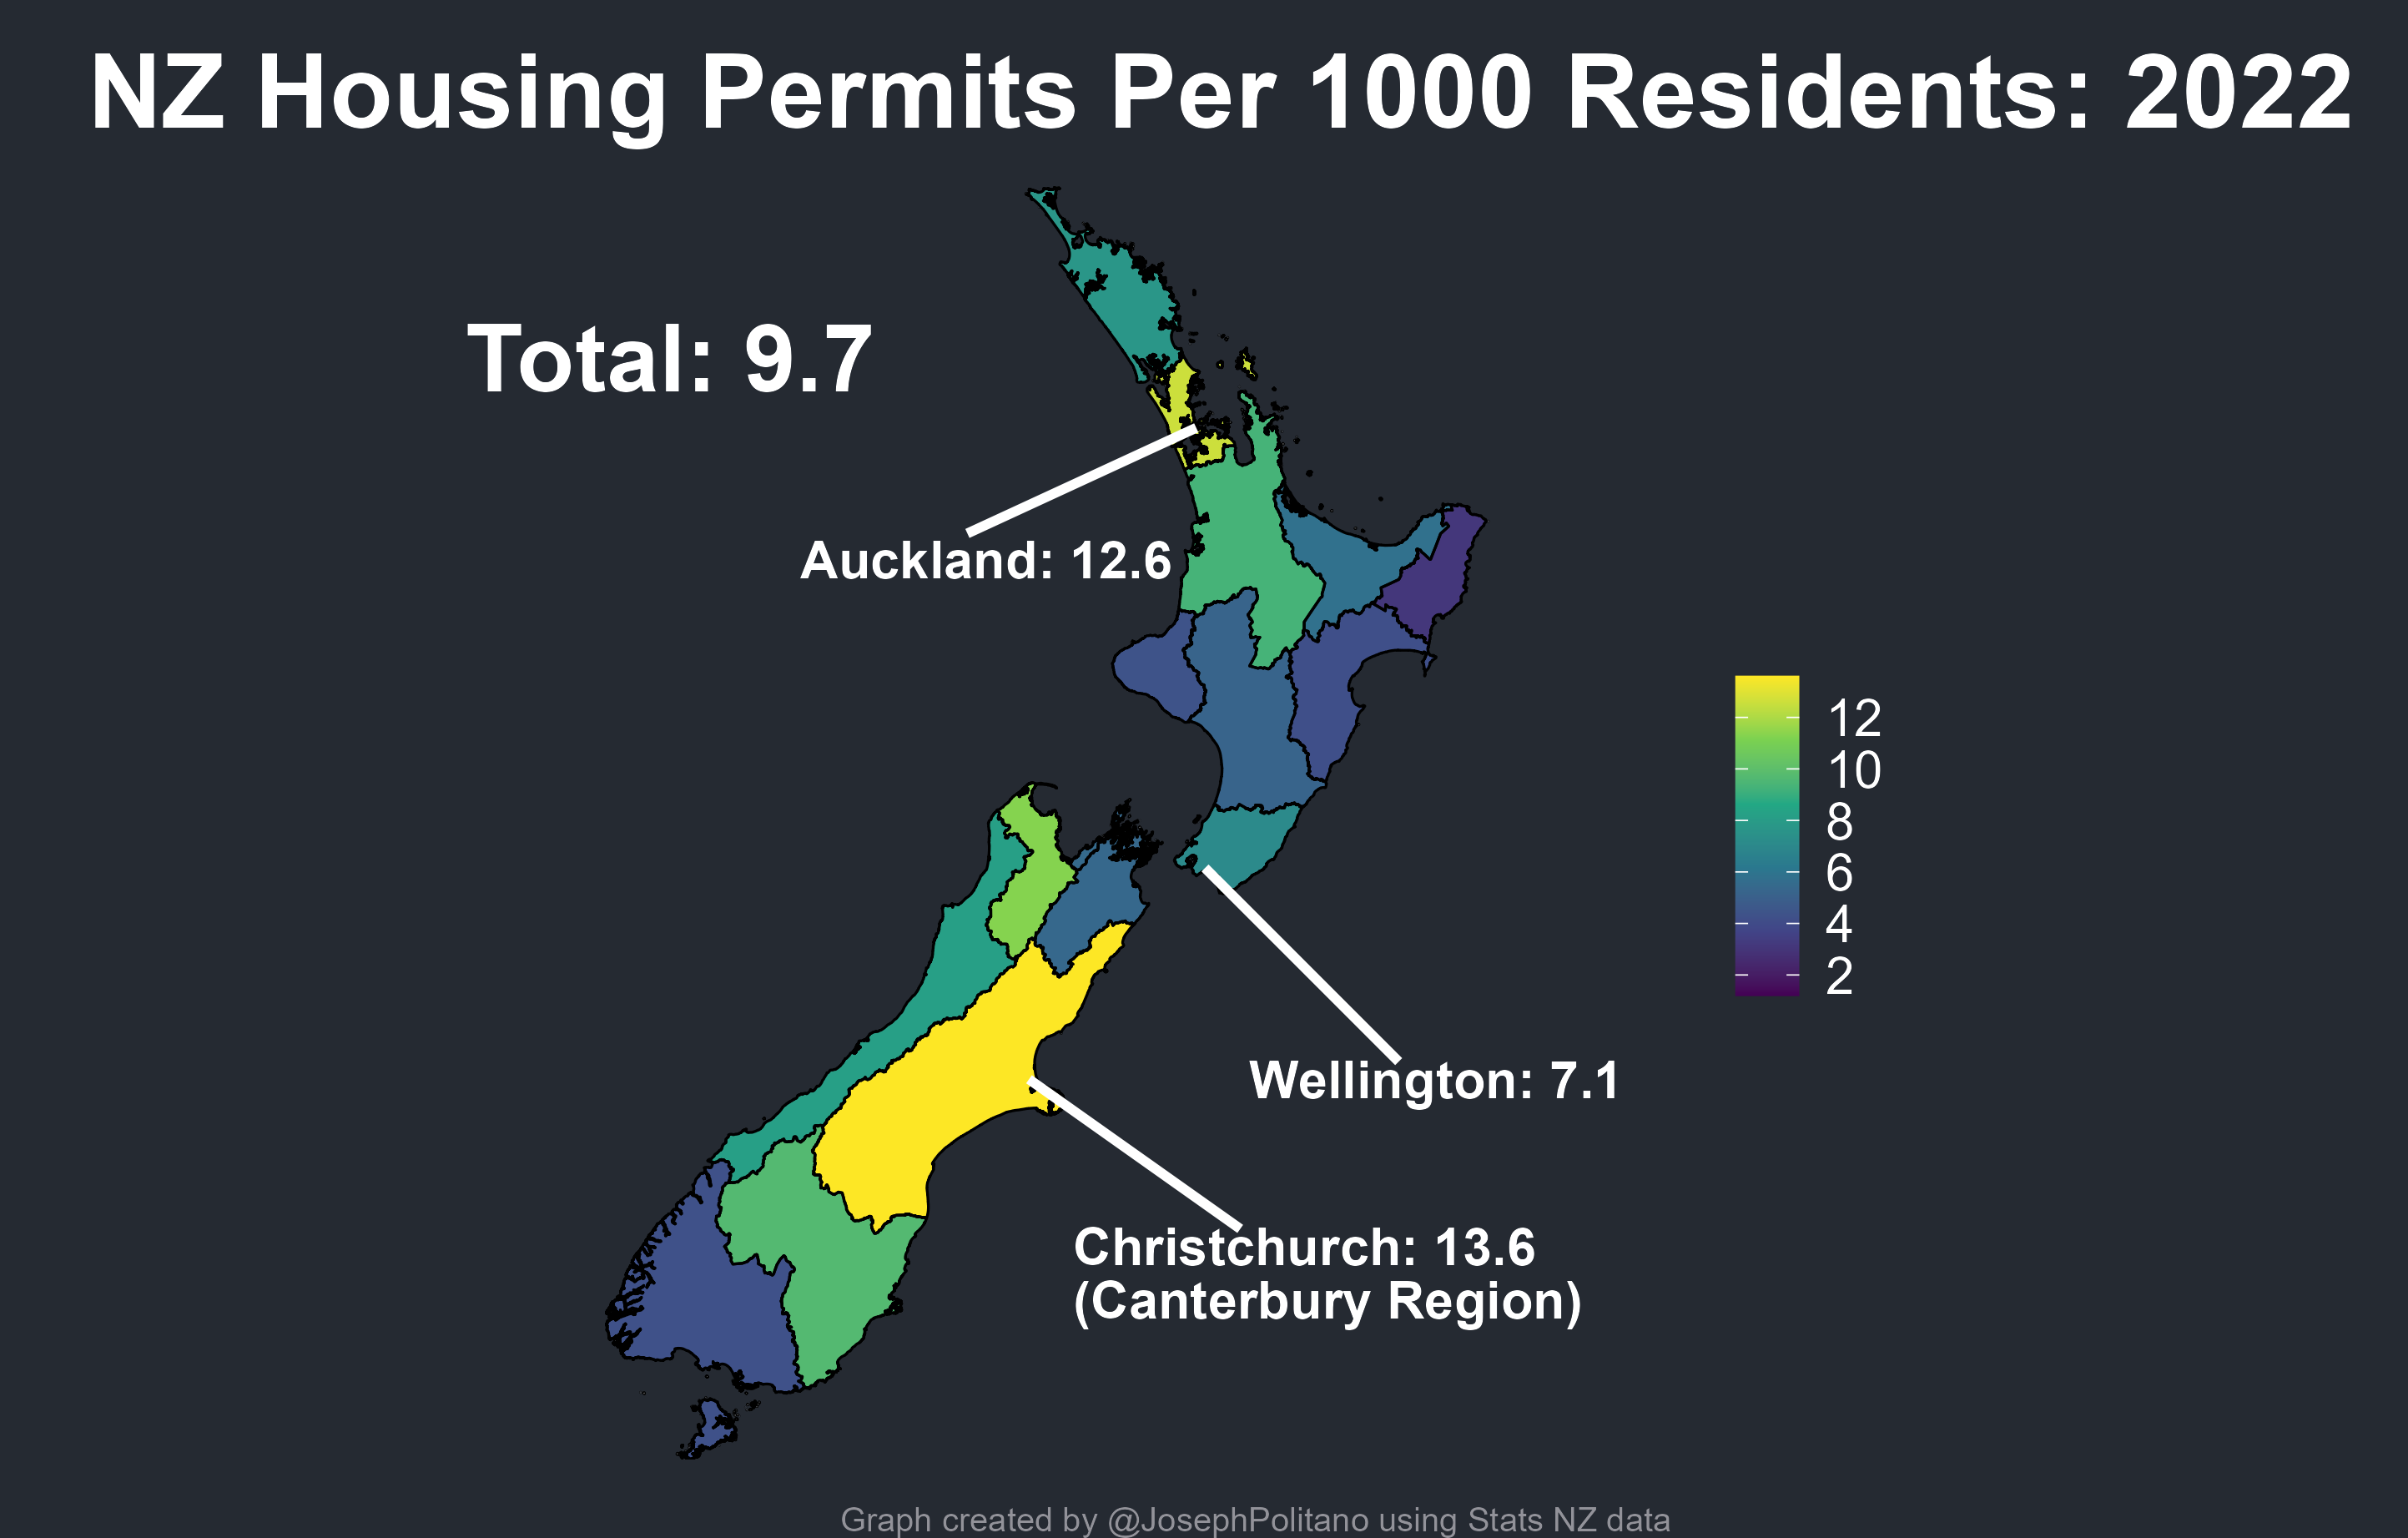 NZ Housing Permits Per 1000 Residents: 2022
Total: 9.7
Auckland: 12.6
12
10
8
6
4
2
Wellington: 7.1
Christchurch: 13.6
(Canterbury Region)
Graph created by @JosephPolitano using Stats NZ data